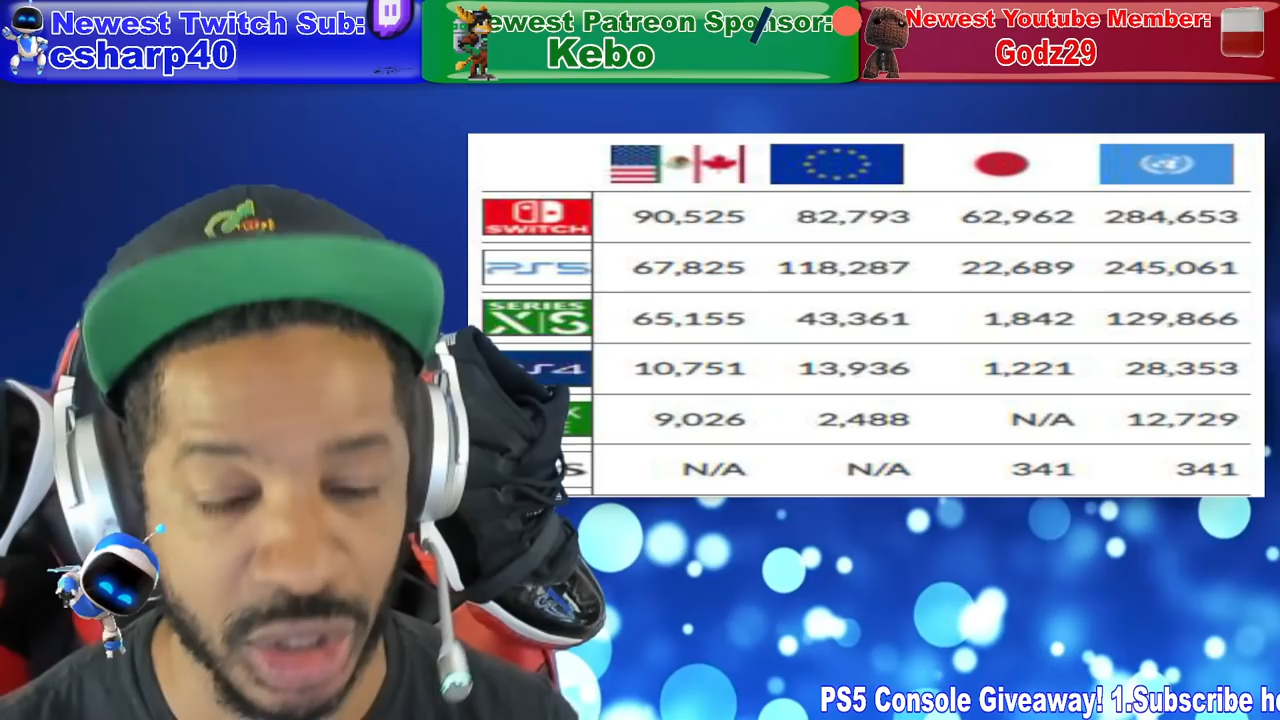 Newest Twitch Sub:
csharp40
ewest Patreon Sponsor:
Kebo
Newest Youtube Member:
Godz29
SWITCH 90,525 82,793 62,962 284,653
PS5 67,825 118,287 22,689 245,061
SERIES
X|S 65,155 43,361 1,842 129,866
S4 10,751 13,936 1,221 28,353
9,026 2,488 N/A 12,729
S N/A N/A 341 341
PS5 Console Giveaway! 1.Subscribe